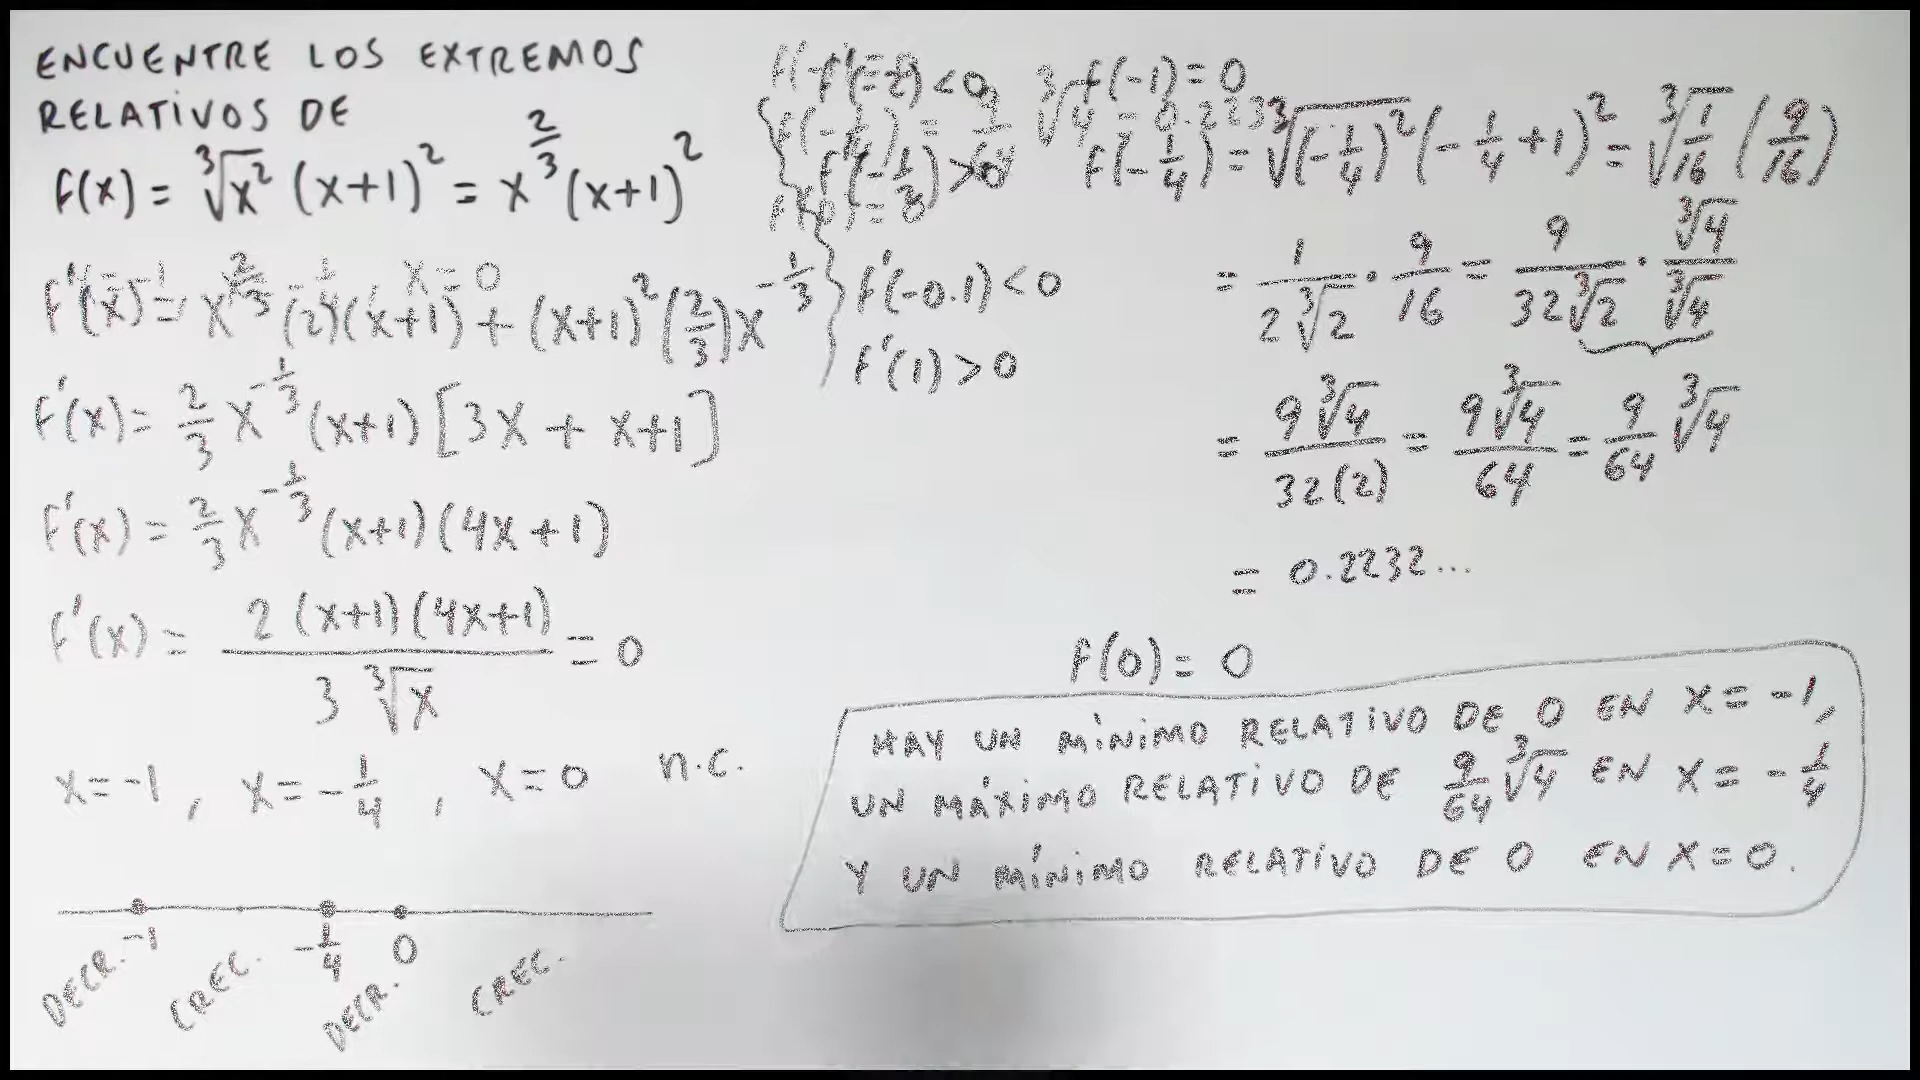 ENCUENTRE LOS EXTREMOS
RELATIVOS DE
f(x) = ∛x² (x+1)² = x^(2/3) (x+1)²
f'(x) = x^(2/3) (2)(x+1) + (x+1)² (2/3) x^(-1/3)
f'(x) = 2/3 x^(-1/3) (x+1) [3x + x+1]
f'(x) = 2/3 x^(-1/3) (x+1)(4x+1)
f'(x) = 2(x+1)(4x+1) / 3∛x = 0
x = -1, x = -1/4, x = 0 n.c.
-1 -1/4 0
DECR. CREC. DECR. CREC.
f'(-2) < 0
f'(-1/2) > 0
f'(-0.1) < 0
f'(1) > 0
f(-1) = 0
f(-1/4) = ∛(-1/4)² (-1/4 + 1)² = ∛(1/16) (9/16)
= 1/(2∛2) · 9/16 = 9/(32∛2) · ∛4/∛4
= 9∛4/32(2) = 9∛4/64 = 9/64 ∛4
= 0.2232...
f(0) = 0
HAY UN MÍNIMO RELATIVO DE 0 EN X = -1,
UN MÁXIMO RELATIVO DE 9/64 ∛4 EN X = -1/4
Y UN MÍNIMO RELATIVO DE 0 EN X = 0.